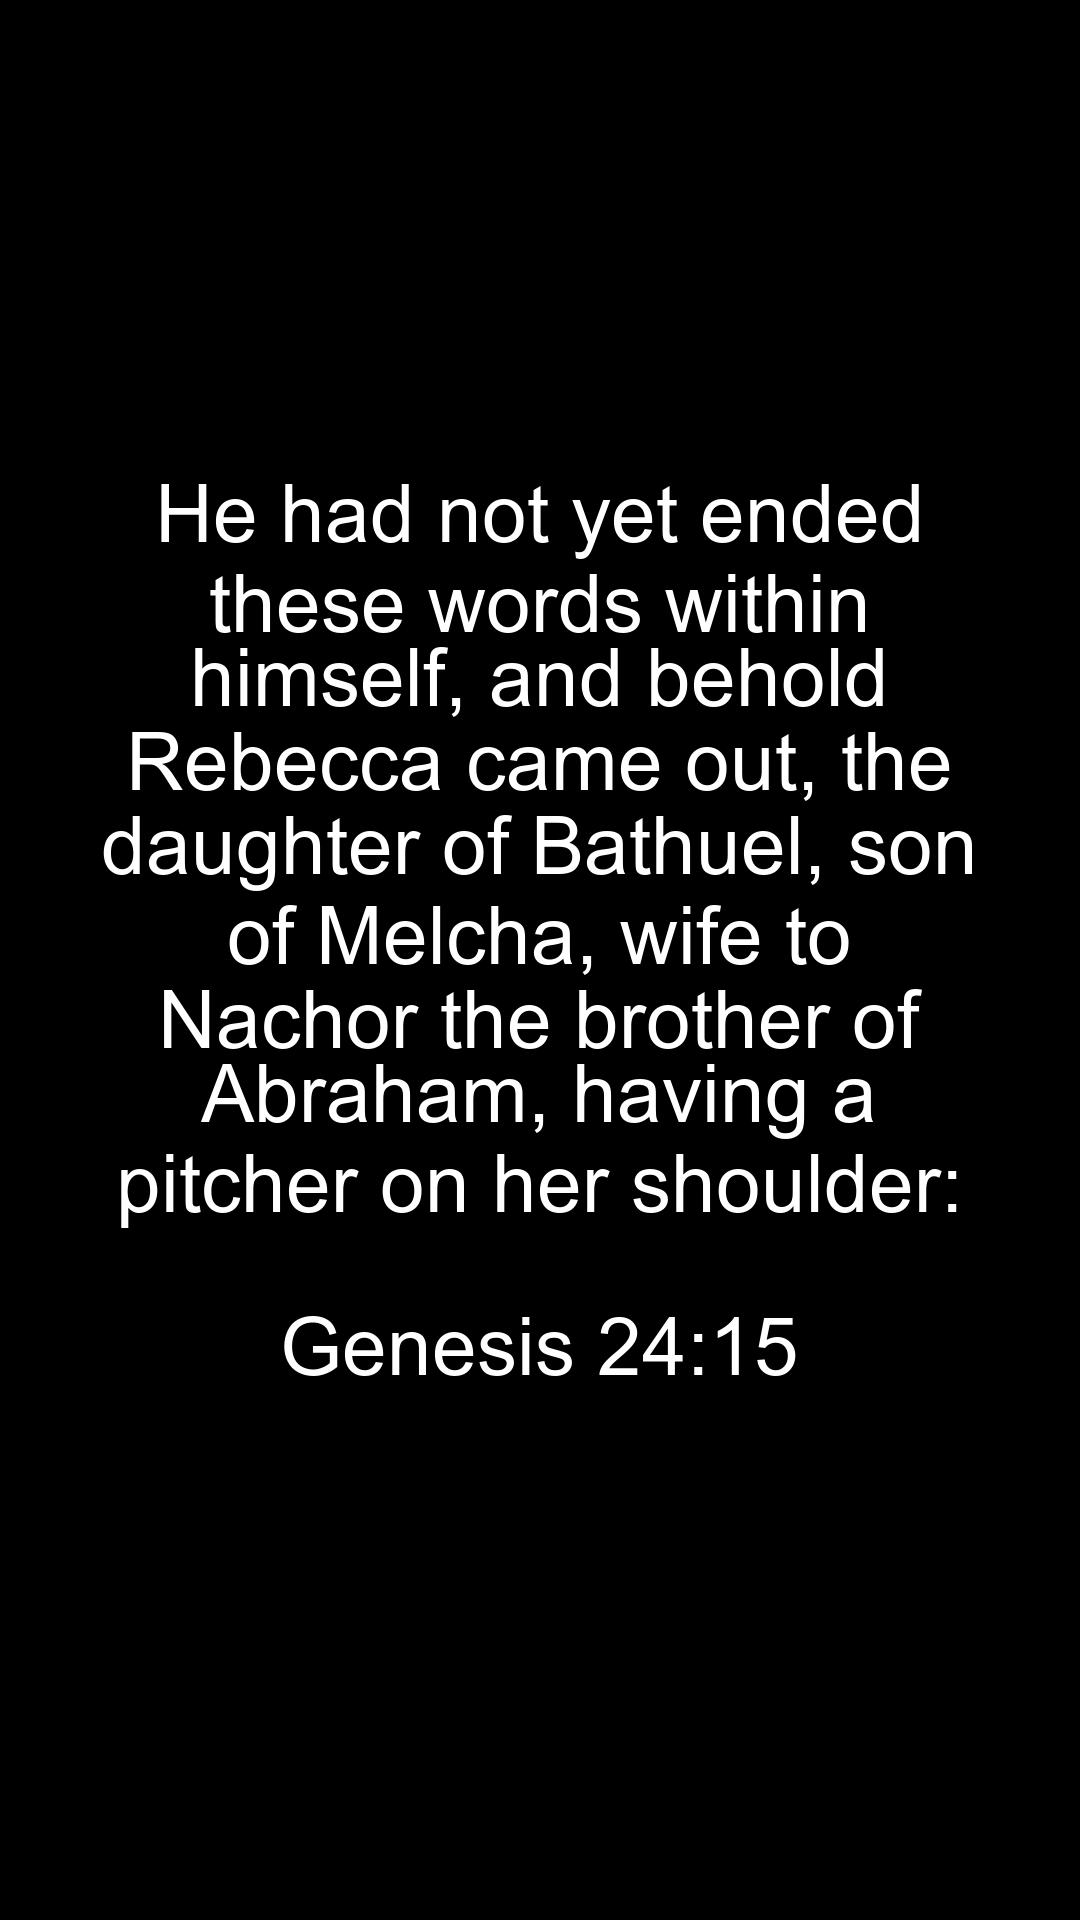 He had not yet ended
these words within
himself, and behold
Rebecca came out, the
daughter of Bathuel, son
of Melcha, wife to
Nachor the brother of
Abraham, having a
pitcher on her shoulder:
Genesis 24:15